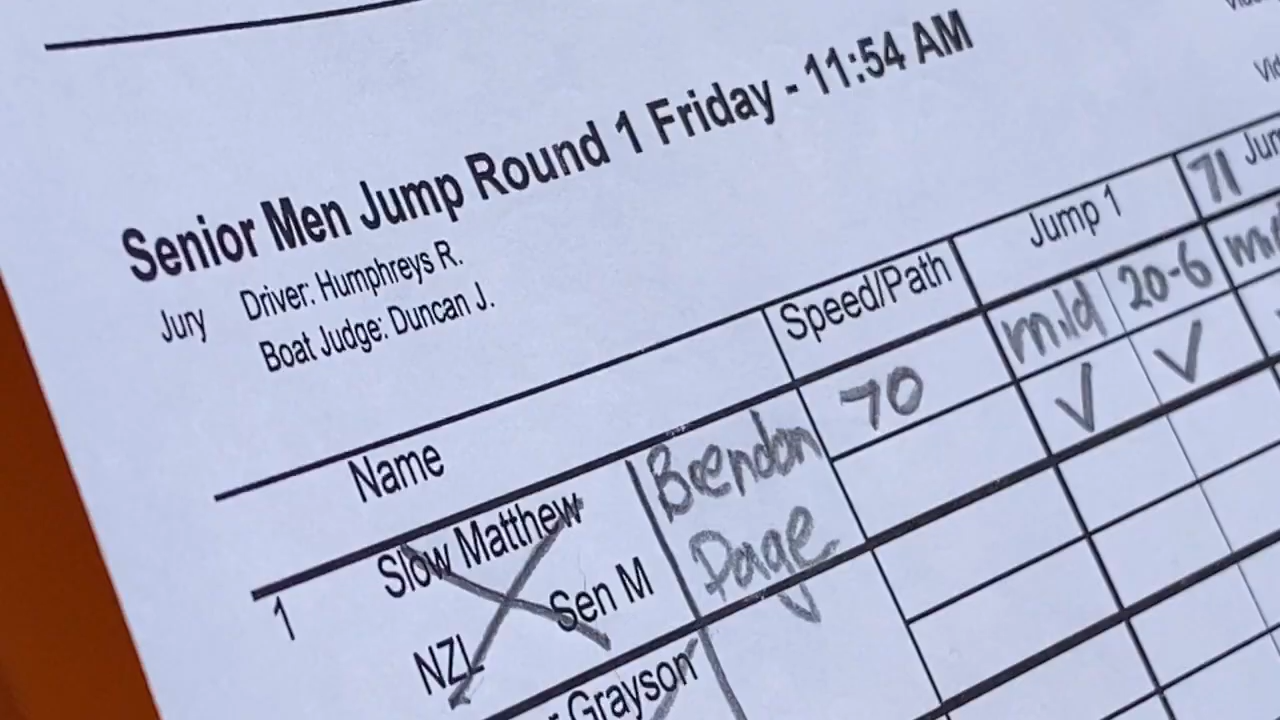 Senior Men Jump Round 1 Friday - 11:54 AM
Jury Driver: Humphreys R.
Boat Judge: Duncan J.
Name Speed/Path Jump 1 71
70 mild 20-6
1 Slow Matthew Brendon
NZL Sen M Page
Grayson